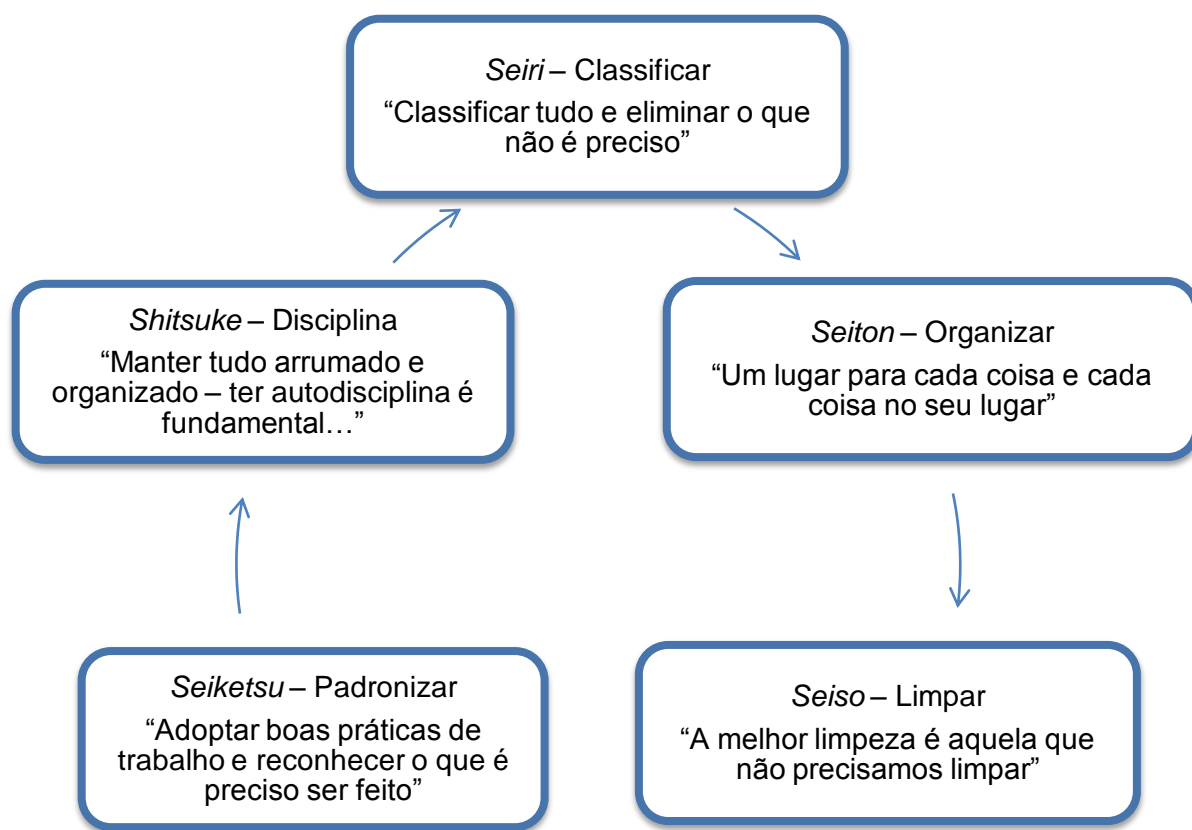 Seiri – Classificar
“Classificar tudo e eliminar o que
não é preciso”
Shitsuke – Disciplina
“Manter tudo arrumado e
organizado – ter autodisciplina é
fundamental…”
Seiton – Organizar
“Um lugar para cada coisa e cada
coisa no seu lugar”
Seiketsu – Padronizar
“Adoptar boas práticas de
trabalho e reconhecer o que é
preciso ser feito”
Seiso – Limpar
“A melhor limpeza é aquela que
não precisamos limpar”